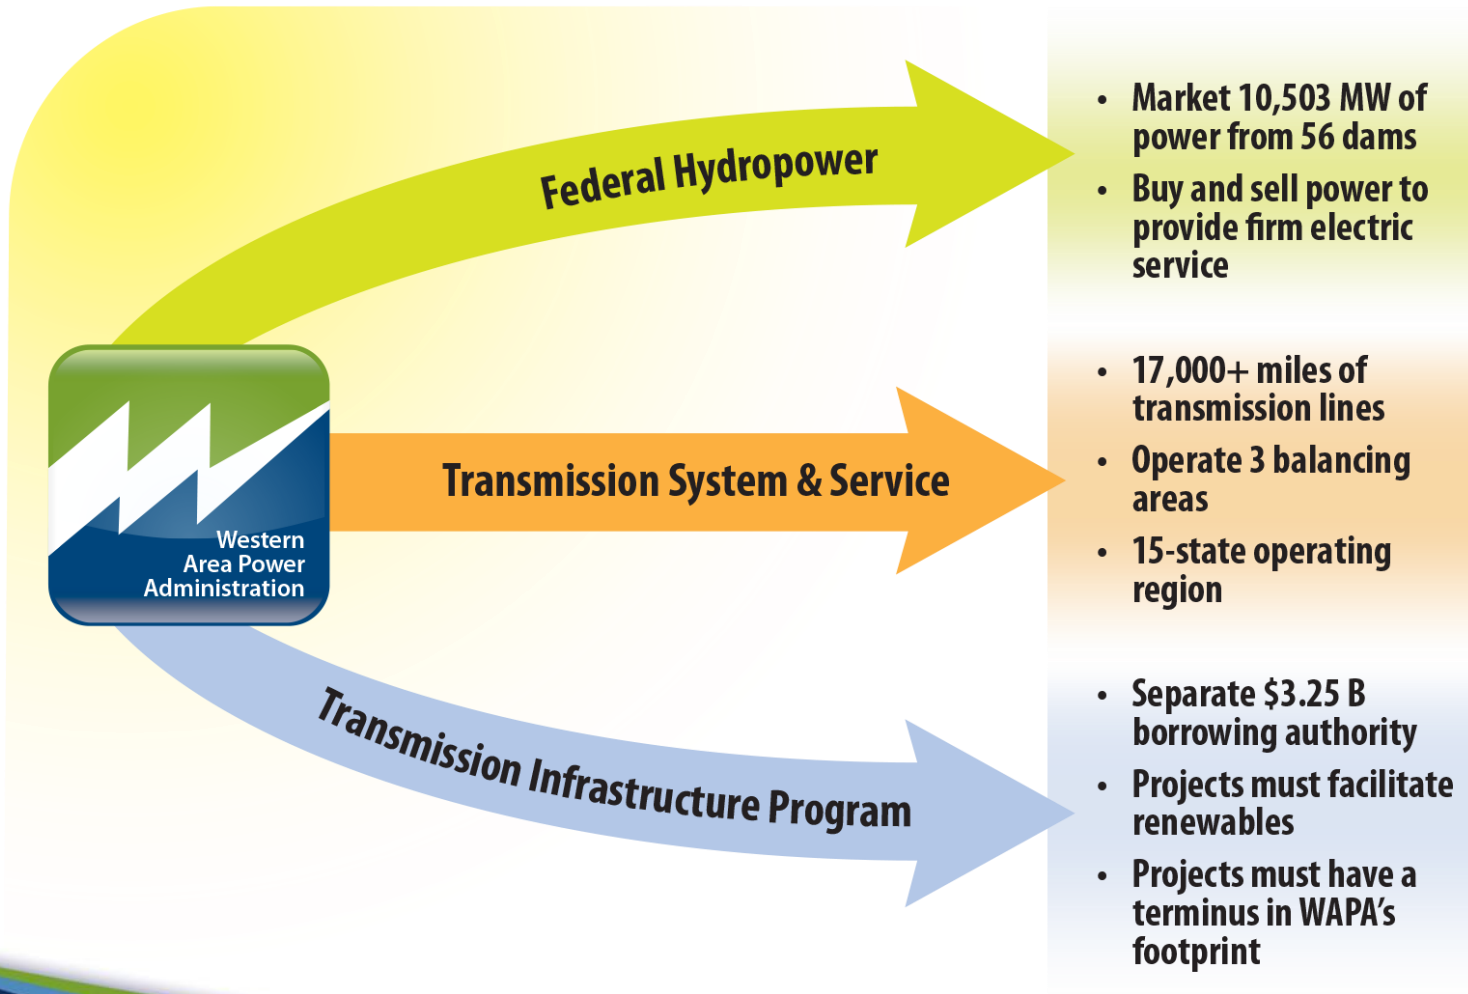 Federal Hydropower
• Market 10,503 MW of
power from 56 dams
• Buy and sell power to
provide firm electric
service
Western
Area Power
Administration
Transmission System & Service
• 17,000+ miles of
transmission lines
• Operate 3 balancing
areas
• 15-state operating
region
Transmission Infrastructure Program
• Separate $3.25 B
borrowing authority
• Projects must facilitate
renewables
• Projects must have a
terminus in WAPA’s
footprint